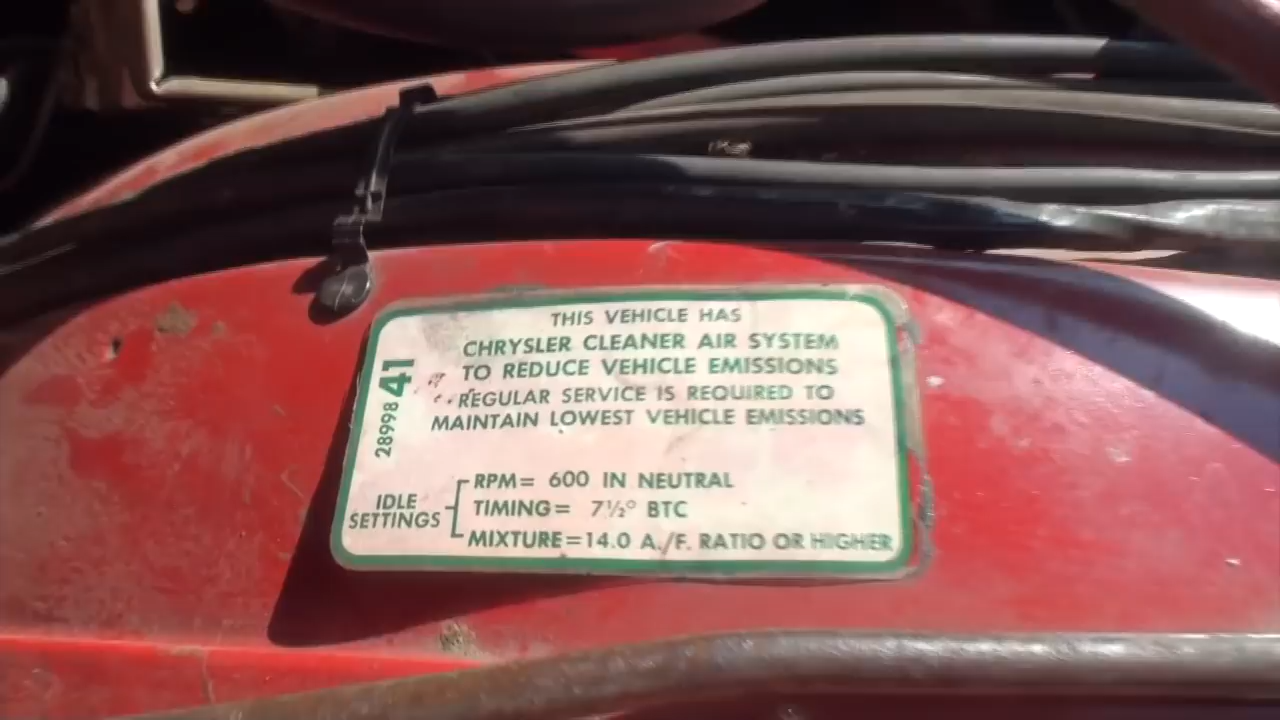 THIS VEHICLE HAS
CHRYSLER CLEANER AIR SYSTEM
TO REDUCE VEHICLE EMISSIONS
REGULAR SERVICE IS REQUIRED TO
MAINTAIN LOWEST VEHICLE EMISSIONS
2899841
IDLE
SETTINGS
RPM= 600 IN NEUTRAL
TIMING= 7½° BTC
MIXTURE=14.0 A./F. RATIO OR HIGHER